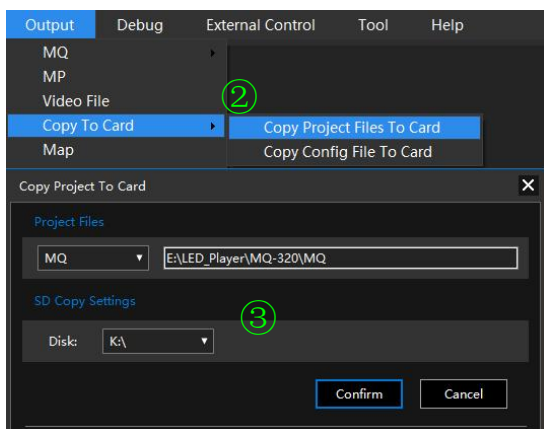 Output Debug External Control Tool Help
MQ
MP
Video File
②
Copy To Card Copy Project Files To Card
Map Copy Config File To Card
Copy Project To Card
Project Files
MQ E:\LED_Player\MQ-320\MQ
SD Copy Settings
③
Disk: K:\
Confirm Cancel